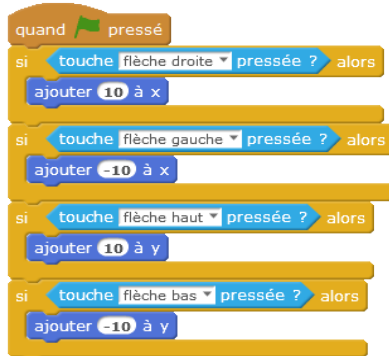 quand pressé
si touche flèche droite pressée ? alors
ajouter 10 à x
si touche flèche gauche pressée ? alors
ajouter -10 à x
si touche flèche haut pressée ? alors
ajouter 10 à y
si touche flèche bas pressée ? alors
ajouter -10 à y